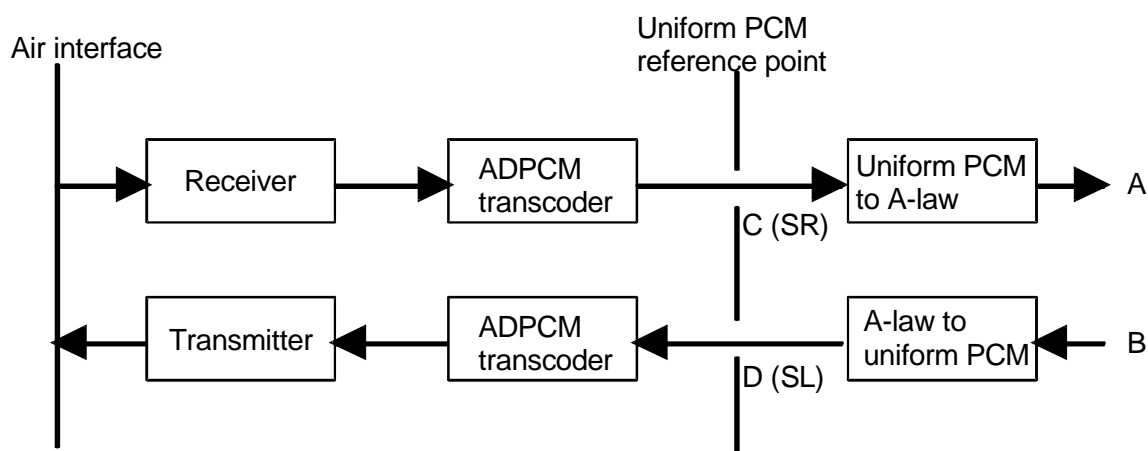 Uniform PCM
reference point
Air interface
Receiver
ADPCM
transcoder
Uniform PCM
to A-law
A
C (SR)
Transmitter
ADPCM
transcoder
A-law to
uniform PCM
B
D (SL)